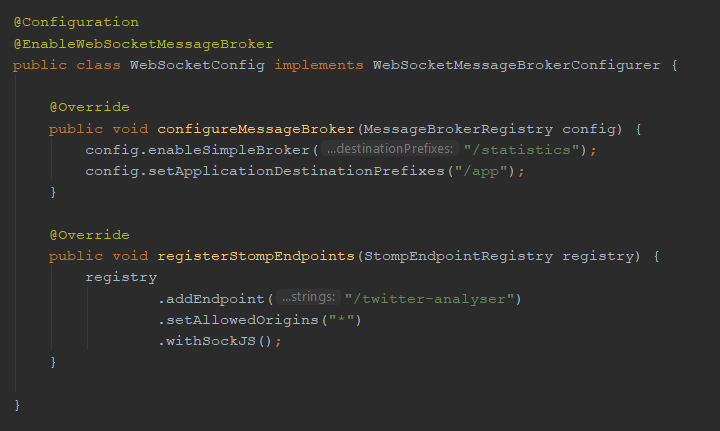 @Configuration
@EnableWebSocketMessageBroker
public class WebSocketConfig implements WebSocketMessageBrokerConfigurer {
@Override
public void configureMessageBroker(MessageBrokerRegistry config) {
config.enableSimpleBroker( ...destinationPrefixes: "/statistics");
config.setApplicationDestinationPrefixes("/app");
}
@Override
public void registerStompEndpoints(StompEndpointRegistry registry) {
registry
.addEndpoint( ...strings: "/twitter-analyser")
.setAllowedOrigins("*")
.withSockJS();
}
}